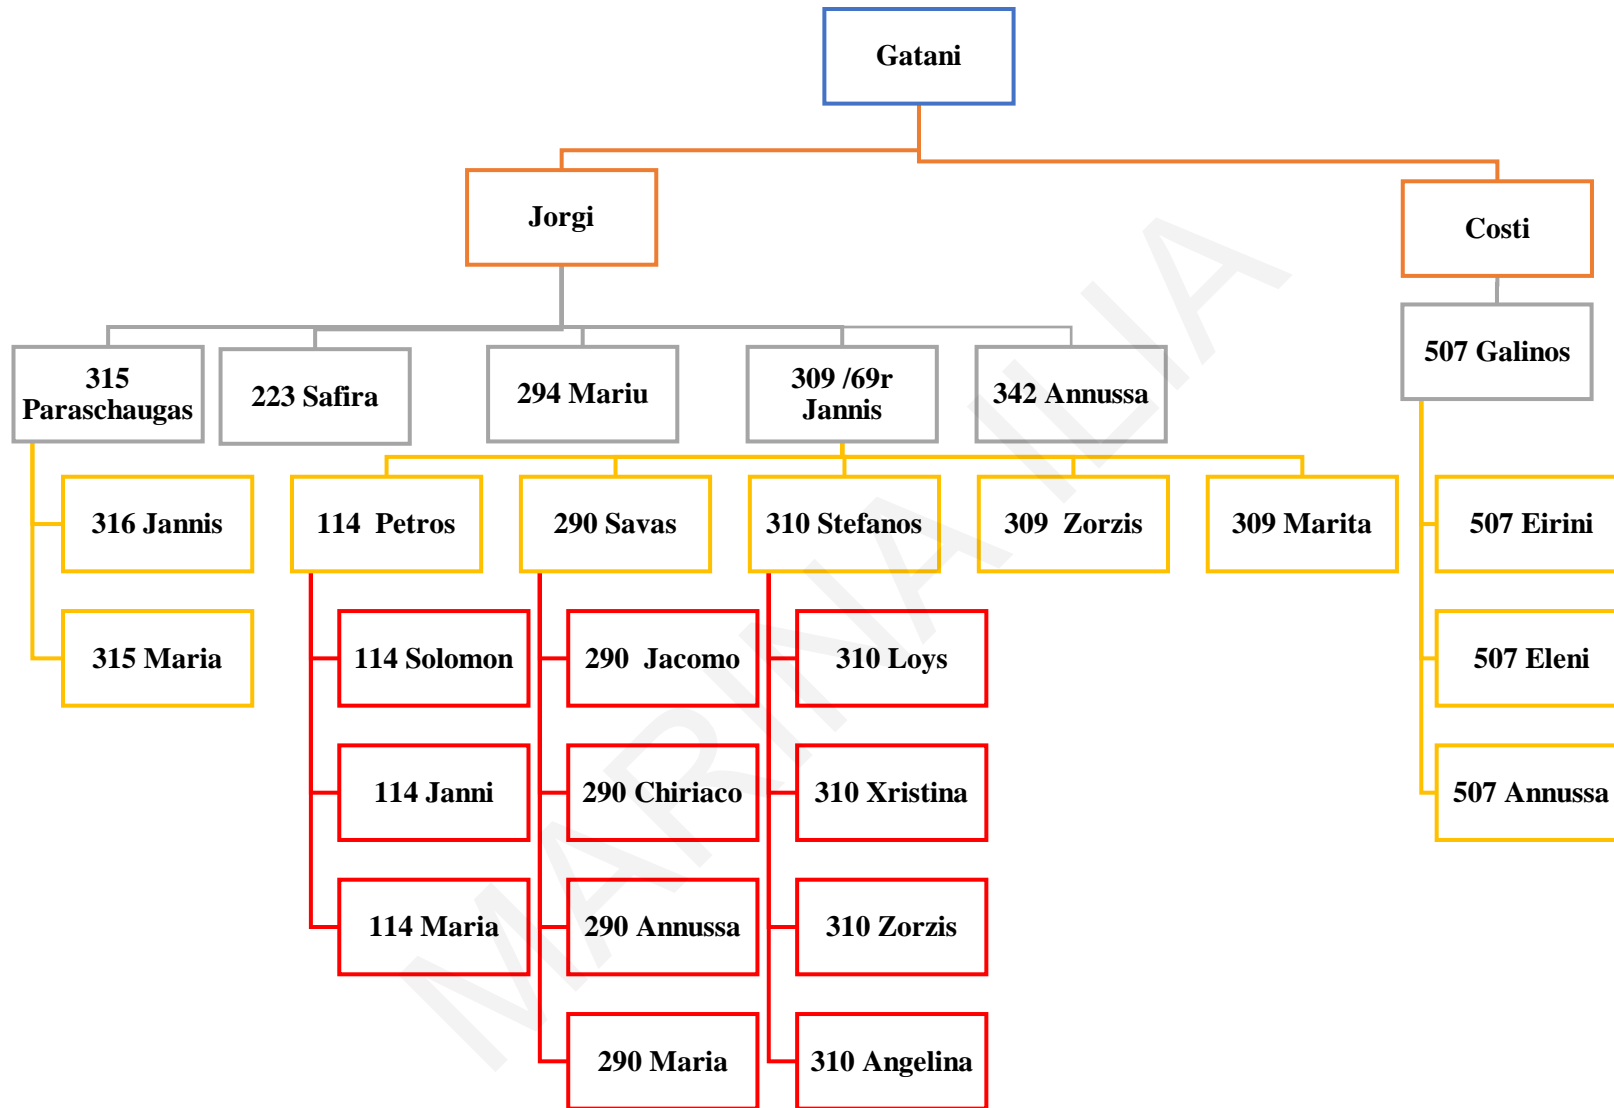 Gatani
Jorgi
Costi
315
Paraschaugas
223 Safira
294 Mariu
309 /69r
Jannis
342 Annussa
507 Galinos
316 Jannis
114  Petros
290 Savas
310 Stefanos
309  Zorzis
309 Marita
507 Eirini
315 Maria
114 Solomon
290  Jacomo
310 Loys
507 Eleni
114 Janni
290 Chiriaco
310 Xristina
507 Annussa
114 Maria
290 Annussa
310 Zorzis
290 Maria
310 Angelina
MARINA ILIA